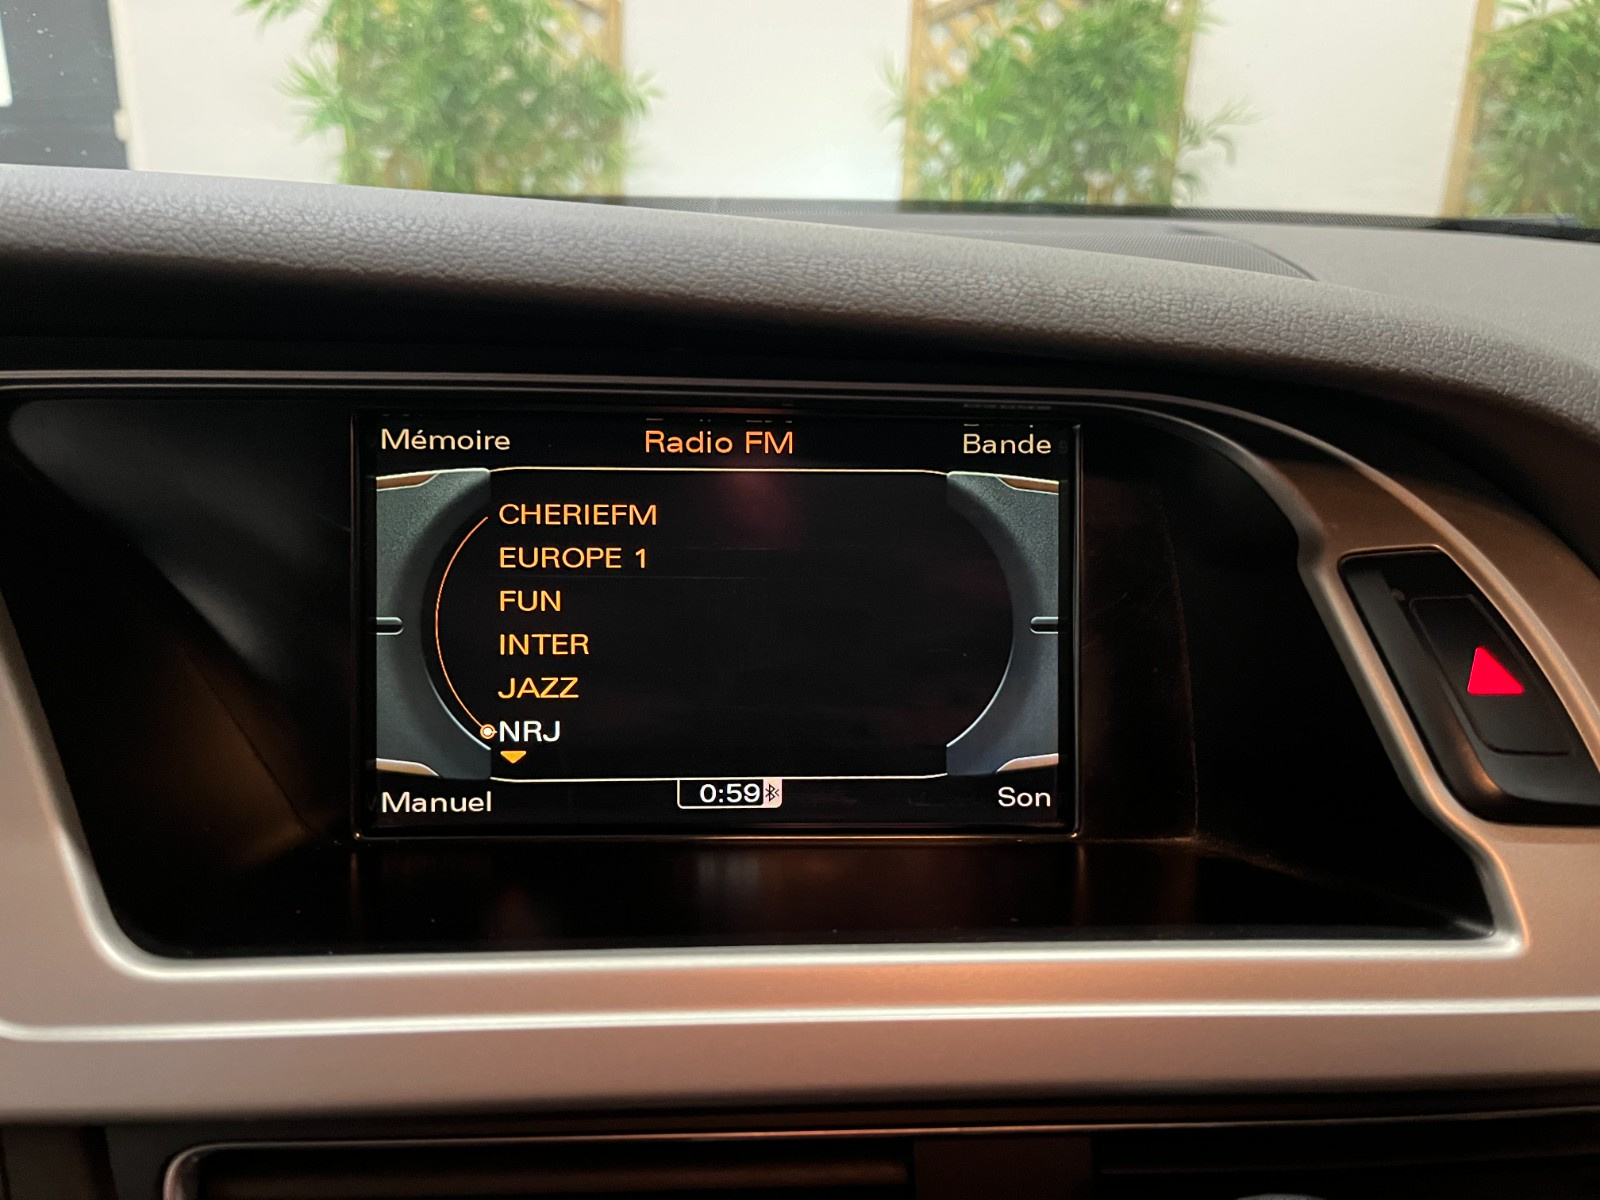 Mémoire Radio FM Bande
CHERIEFM
EUROPE 1
FUN
INTER
JAZZ
NRJ
Manuel 0:59 Son